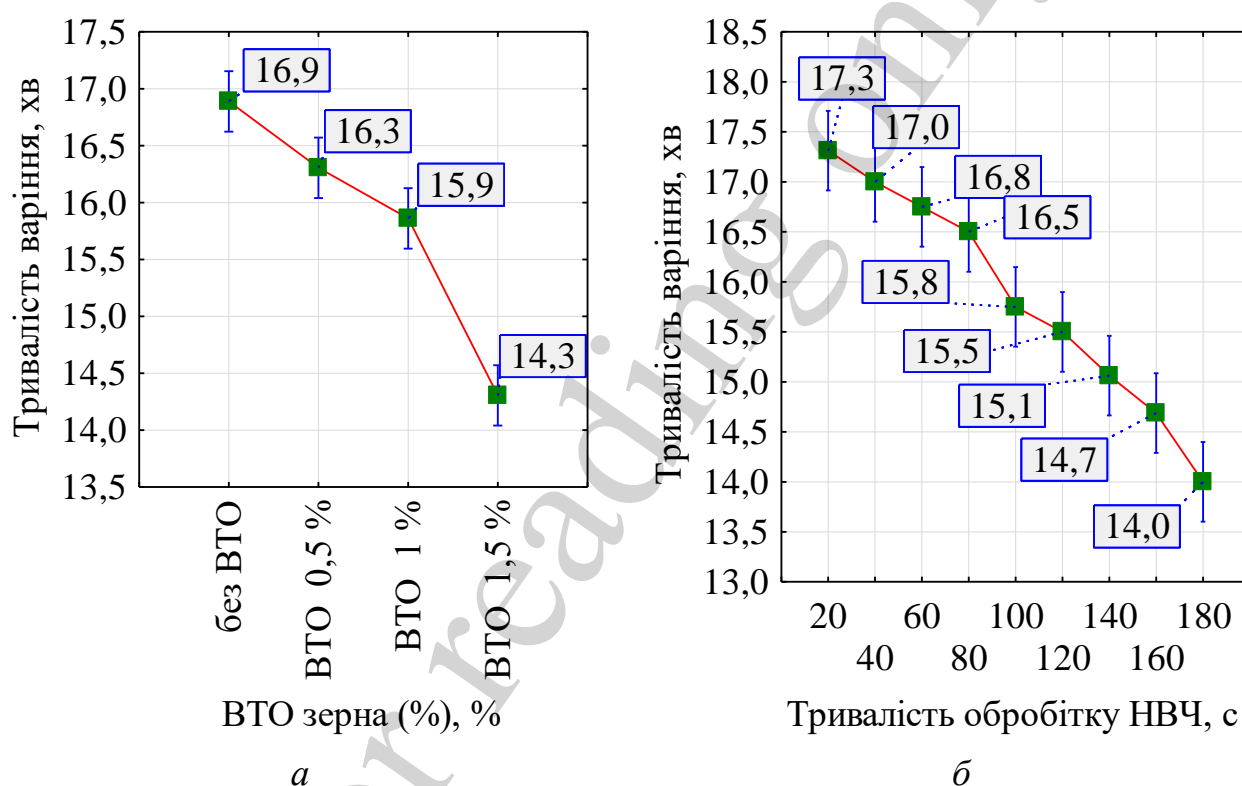 17,5
17,0
16,5
16,0
15,5
15,0
14,5
14,0
13,5
Тривалість варіння, хв
16,9
16,3
15,9
14,3
без ВТО
ВТО 0,5 %
ВТО 1 %
ВТО 1,5 %
ВТО зерна (%), %
а
18,5
18,0
17,5
17,0
16,5
16,0
15,5
15,0
14,5
14,0
13,5
13,0
Тривалість варіння, хв
17,3
17,0
16,8
16,5
15,8
15,5
15,1
14,7
14,0
20 60 100 140 180
40 80 120 160
Тривалість обробітку НВЧ, с
б
r reading on